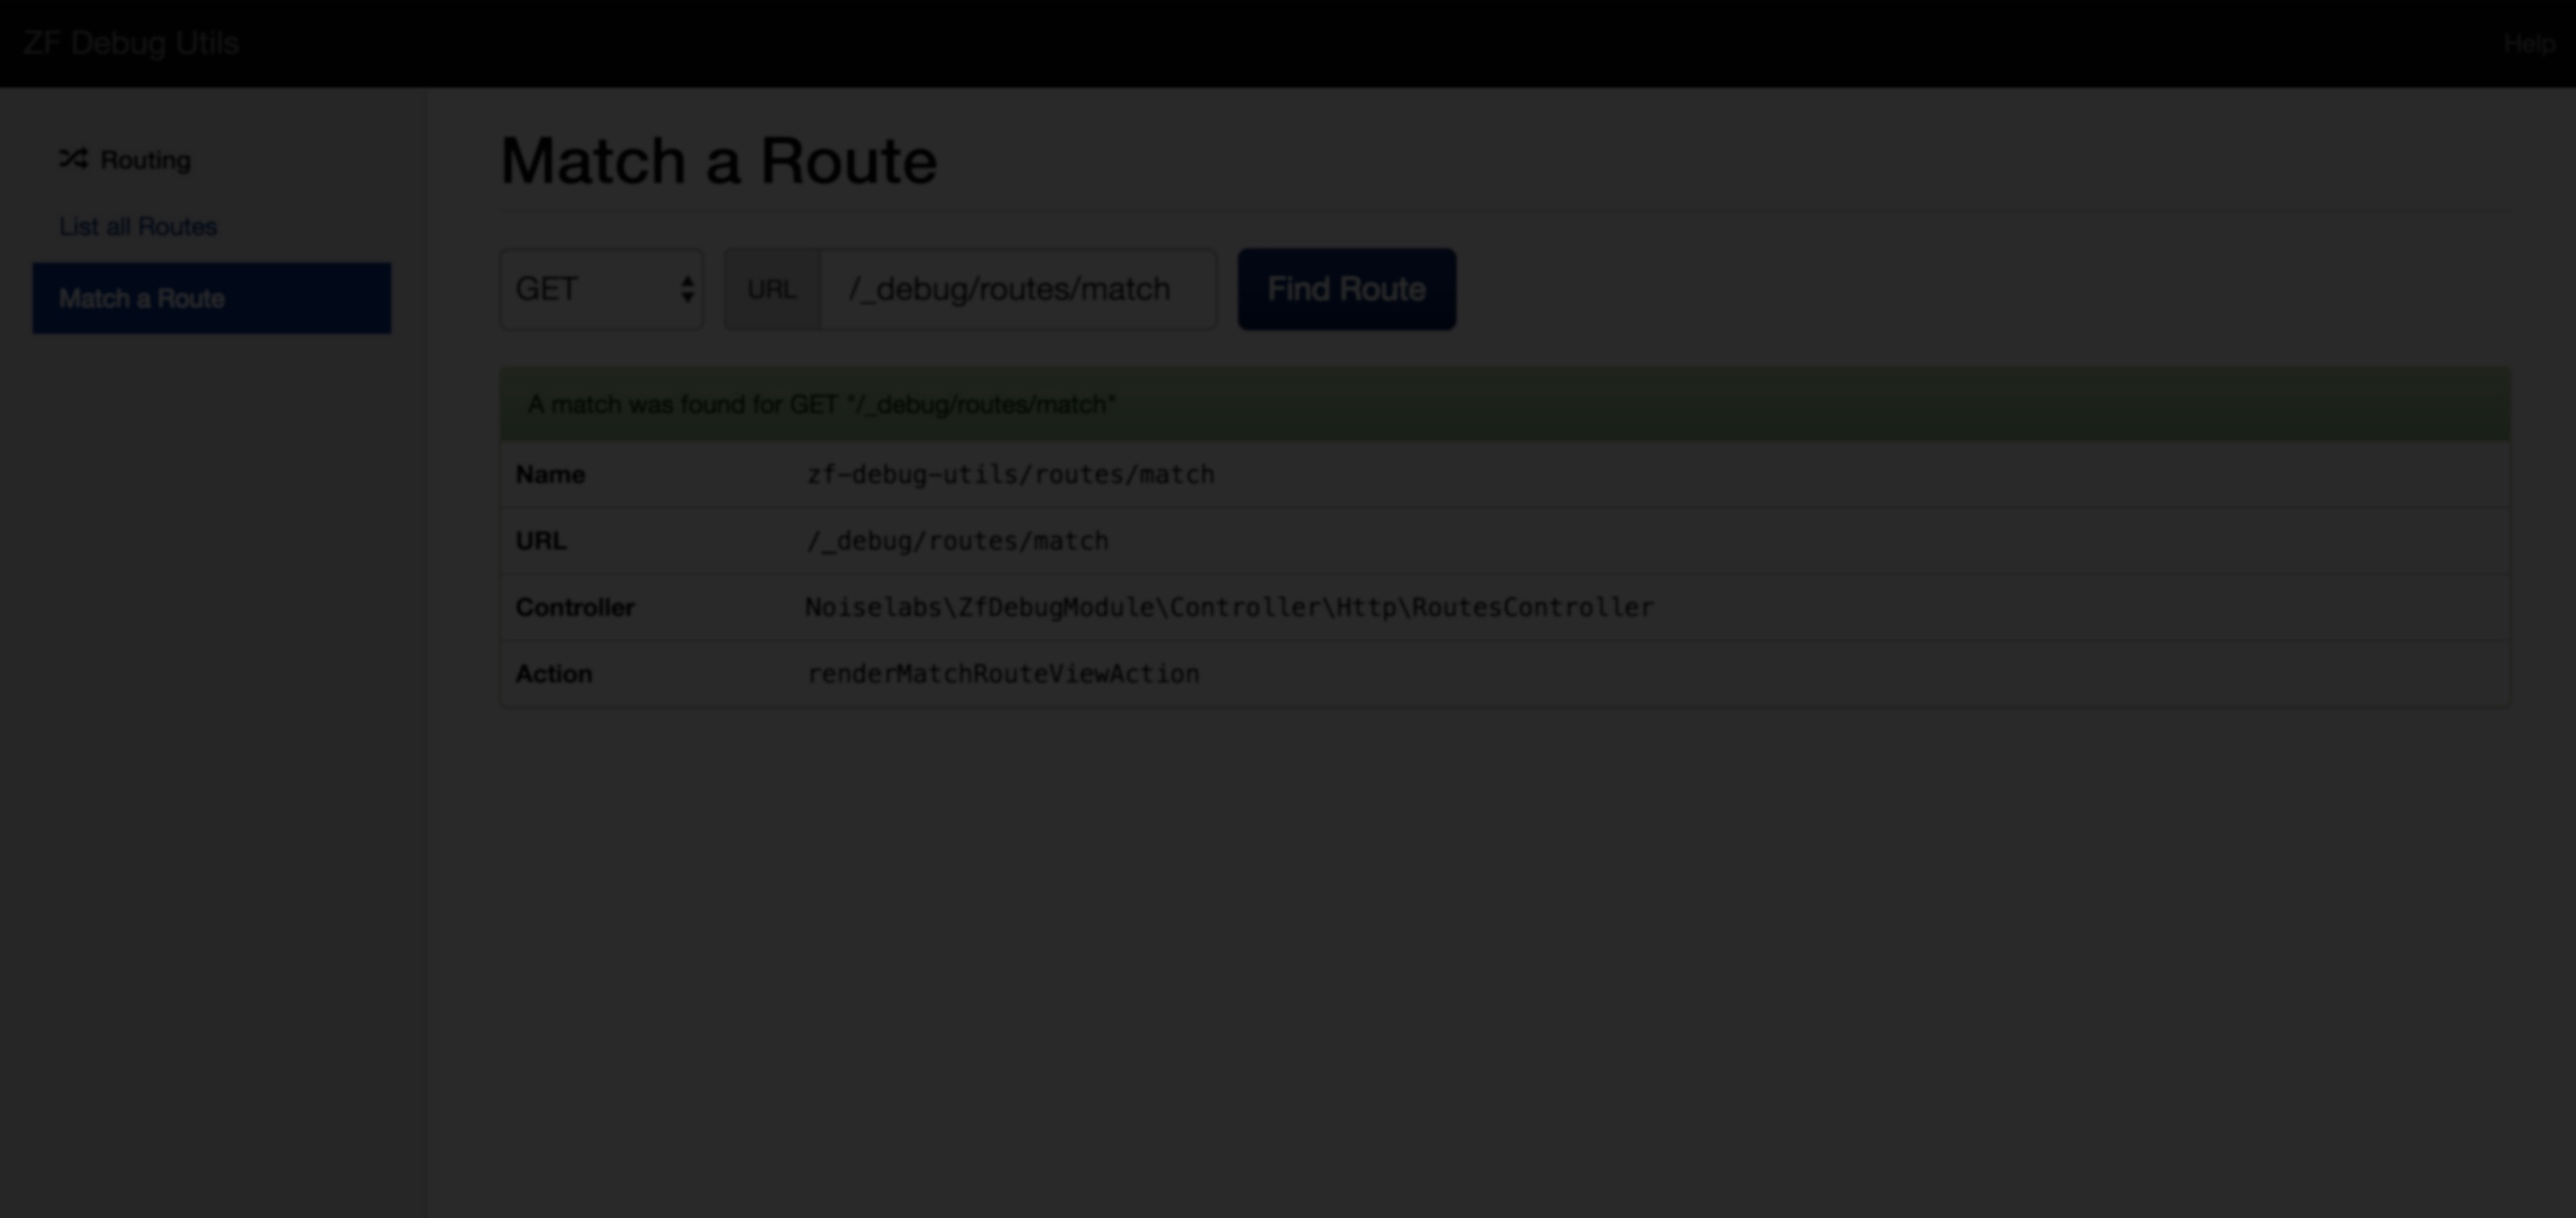 ZF Debug Utils
Help
Routing
List all Routes
Match a Route
Match a Route
GET
URL
/_debug/routes/match
Find Route
A match was found for GET "/_debug/routes/match"
Name zf-debug-utils/routes/match
URL /_debug/routes/match
Controller Noiselabs\ZfDebugModule\Controller\Http\RoutesController
Action renderMatchRouteViewAction